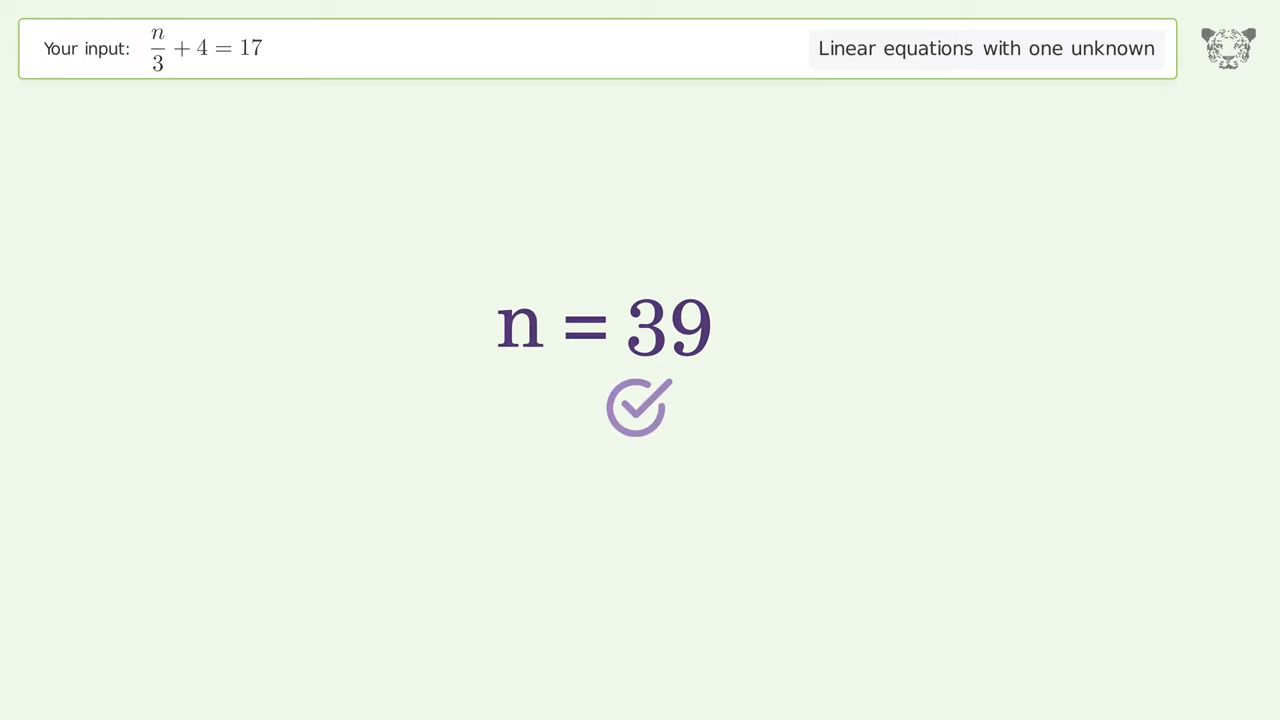 Your input: n/3 + 4 = 17
Linear equations with one unknown
n = 39